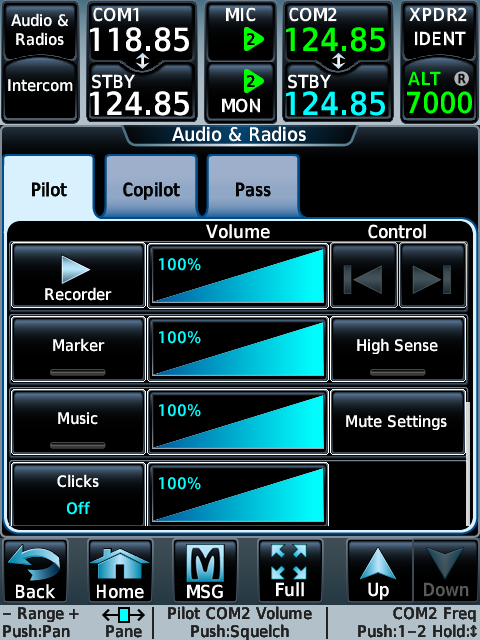 Audio &
Radios
Intercom
COM1
118.85
STBY
124.85
MIC
2
2
MON
COM2
124.85
STBY
124.85
XPDR2
IDENT
ALT R
7000
Audio & Radios
Pilot Copilot Pass
Volume Control
Recorder 100%
Marker 100% High Sense
Music 100% Mute Settings
Clicks
Off
100%
Back Home MSG Full Up Down
– Range + Pilot COM2 Volume COM2 Freq
Push:Pan Pane Push:Squelch Push:1–2 Hold:↕